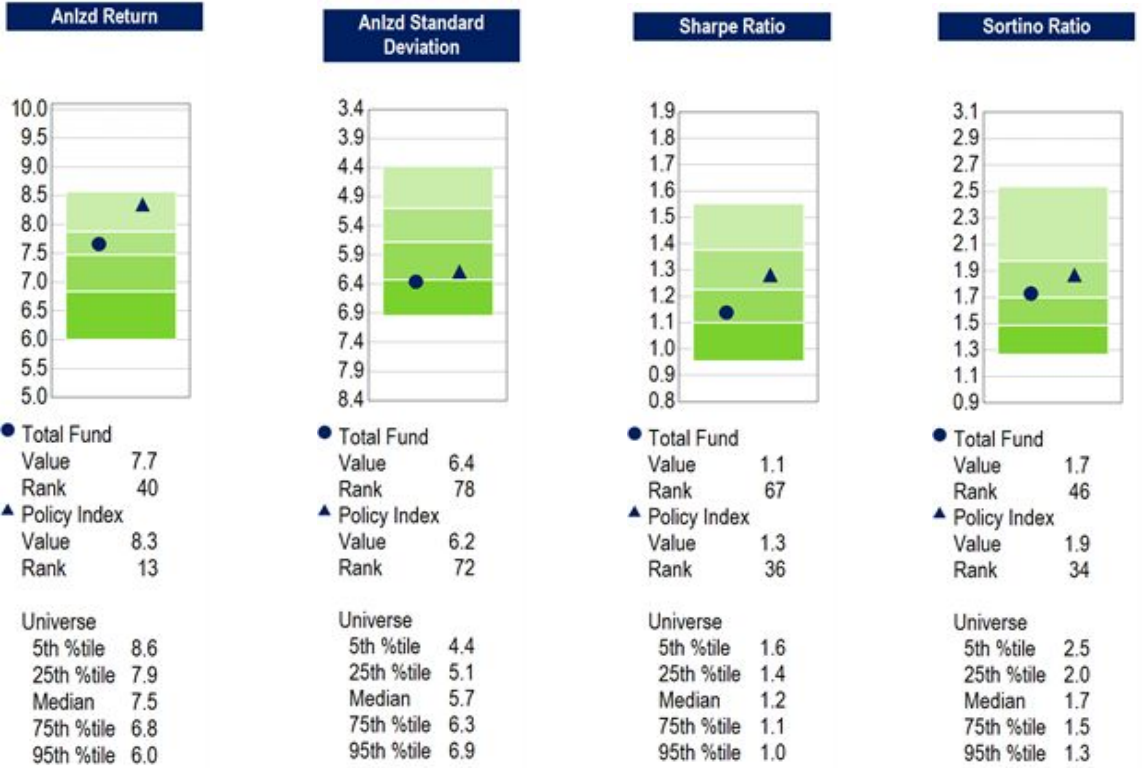 Anlzd Return
10.0
9.5
9.0
8.5
8.0
7.5
7.0
6.5
6.0
5.5
5.0
Total Fund
Value 7.7
Rank 40
Policy Index
Value 8.3
Rank 13
Universe
5th %tile 8.6
25th %tile 7.9
Median 7.5
75th %tile 6.8
95th %tile 6.0
Anlzd Standard
Deviation
3.4
3.9
4.4
4.9
5.4
5.9
6.4
6.9
7.4
7.9
8.4
Total Fund
Value 6.4
Rank 78
Policy Index
Value 6.2
Rank 72
Universe
5th %tile 4.4
25th %tile 5.1
Median 5.7
75th %tile 6.3
95th %tile 6.9
Sharpe Ratio
1.9
1.8
1.7
1.6
1.5
1.4
1.3
1.2
1.1
1.0
0.9
0.8
Total Fund
Value 1.1
Rank 67
Policy Index
Value 1.3
Rank 36
Universe
5th %tile 1.6
25th %tile 1.4
Median 1.2
75th %tile 1.1
95th %tile 1.0
Sortino Ratio
3.1
2.9
2.7
2.5
2.3
2.1
1.9
1.7
1.5
1.3
1.1
0.9
Total Fund
Value 1.7
Rank 46
Policy Index
Value 1.9
Rank 34
Universe
5th %tile 2.5
25th %tile 2.0
Median 1.7
75th %tile 1.5
95th %tile 1.3